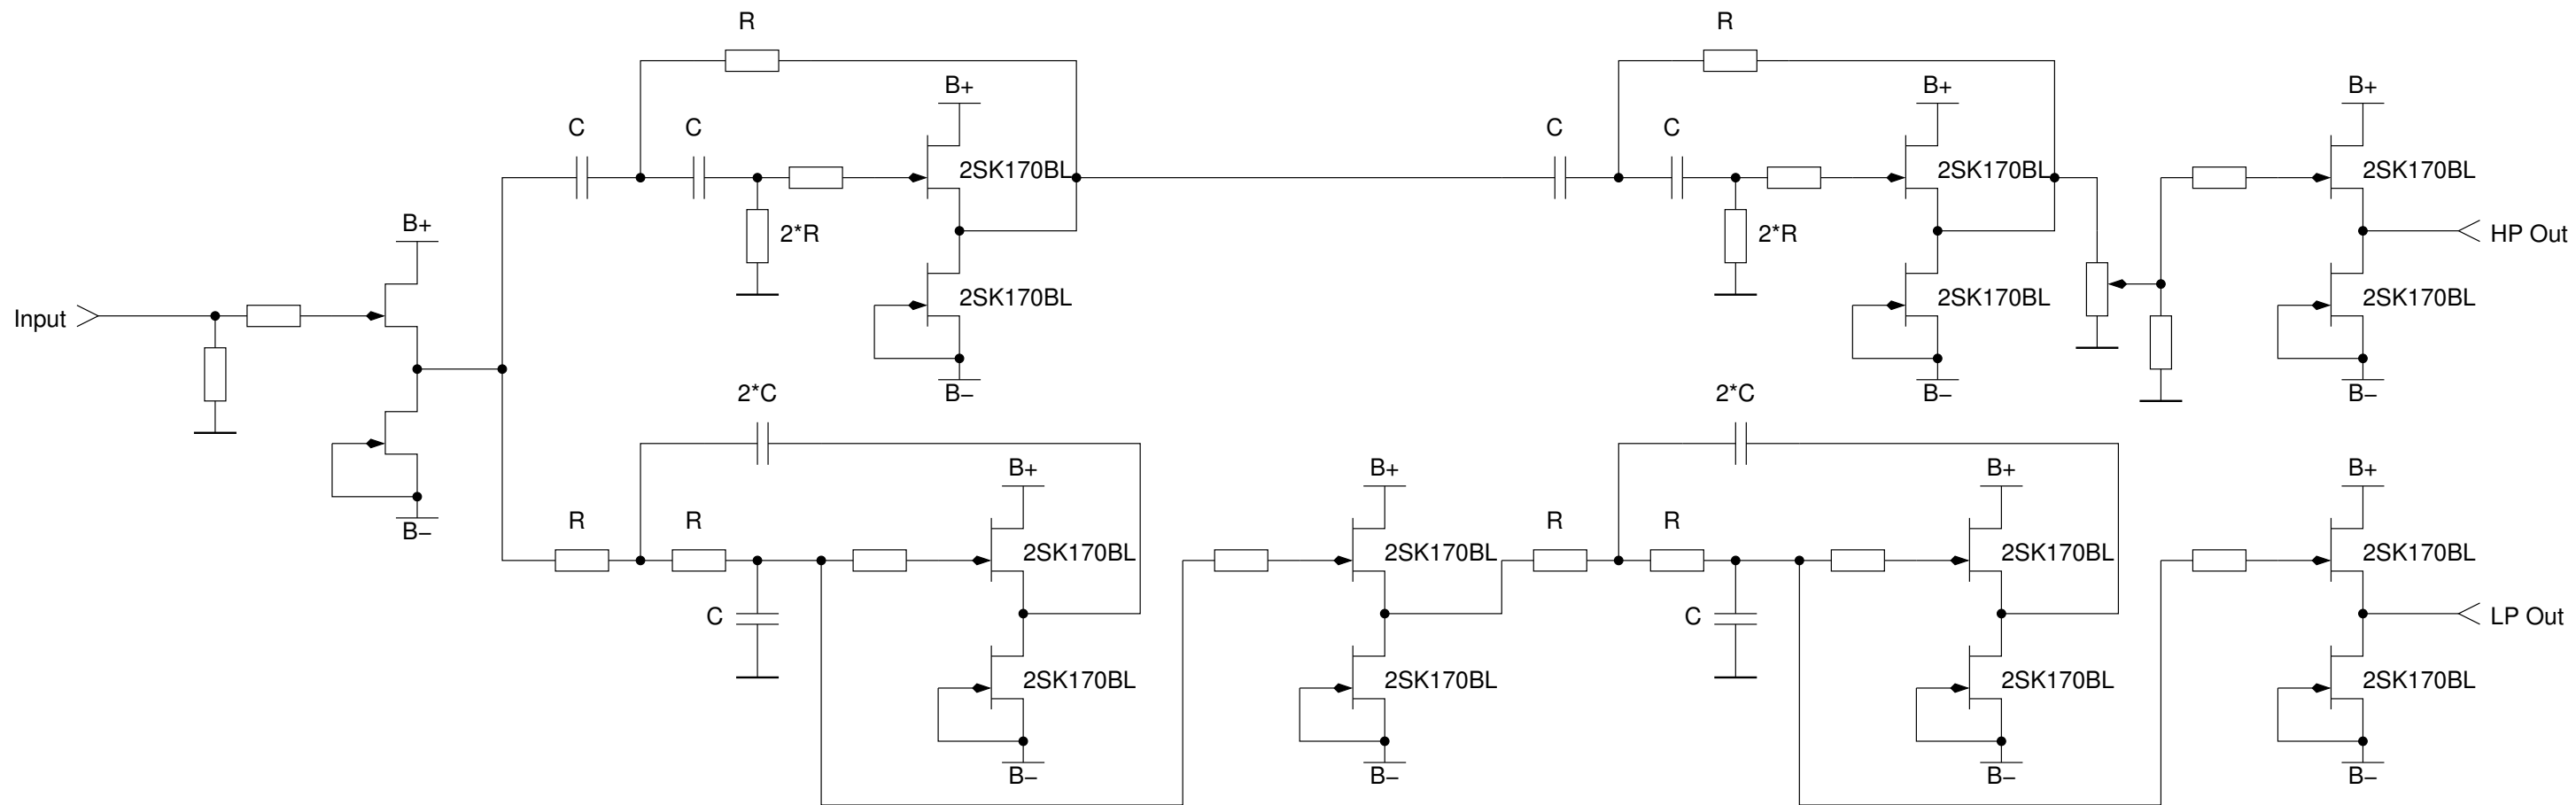 R
R
B+
B+
B+
C
C
C
C
2SK170BL
2SK170BL
2SK170BL
B+
2*R
2*R
HP Out
2SK170BL
2SK170BL
2SK170BL
Input
2*C
B–
2*C
B–
B–
B+
B+
B+
B+
R
R
B–
R
R
2SK170BL
2SK170BL
2SK170BL
2SK170BL
C
C
LP Out
2SK170BL
2SK170BL
2SK170BL
2SK170BL
B–
B–
B–
B–